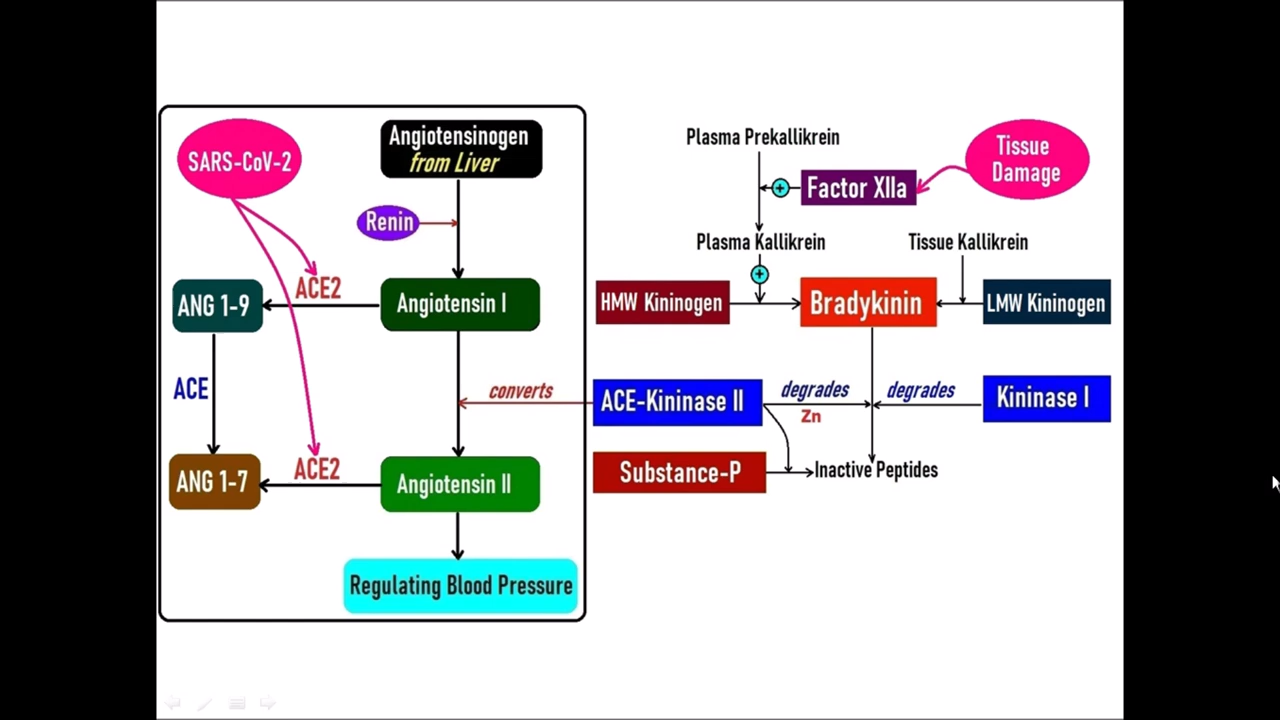 SARS-CoV-2
Angiotensinogen
from Liver
Renin
ACE2
ANG 1-9
Angiotensin I
ACE
converts
ACE2
ANG 1-7
Angiotensin II
Regulating Blood Pressure
Plasma Prekallikrein
Tissue
Damage
+
Factor XIIa
Plasma Kallikrein
Tissue Kallikrein
+
HMW Kininogen
Bradykinin
LMW Kininogen
ACE-Kininase II
degrades
Zn
degrades
Kininase I
Substance-P
Inactive Peptides